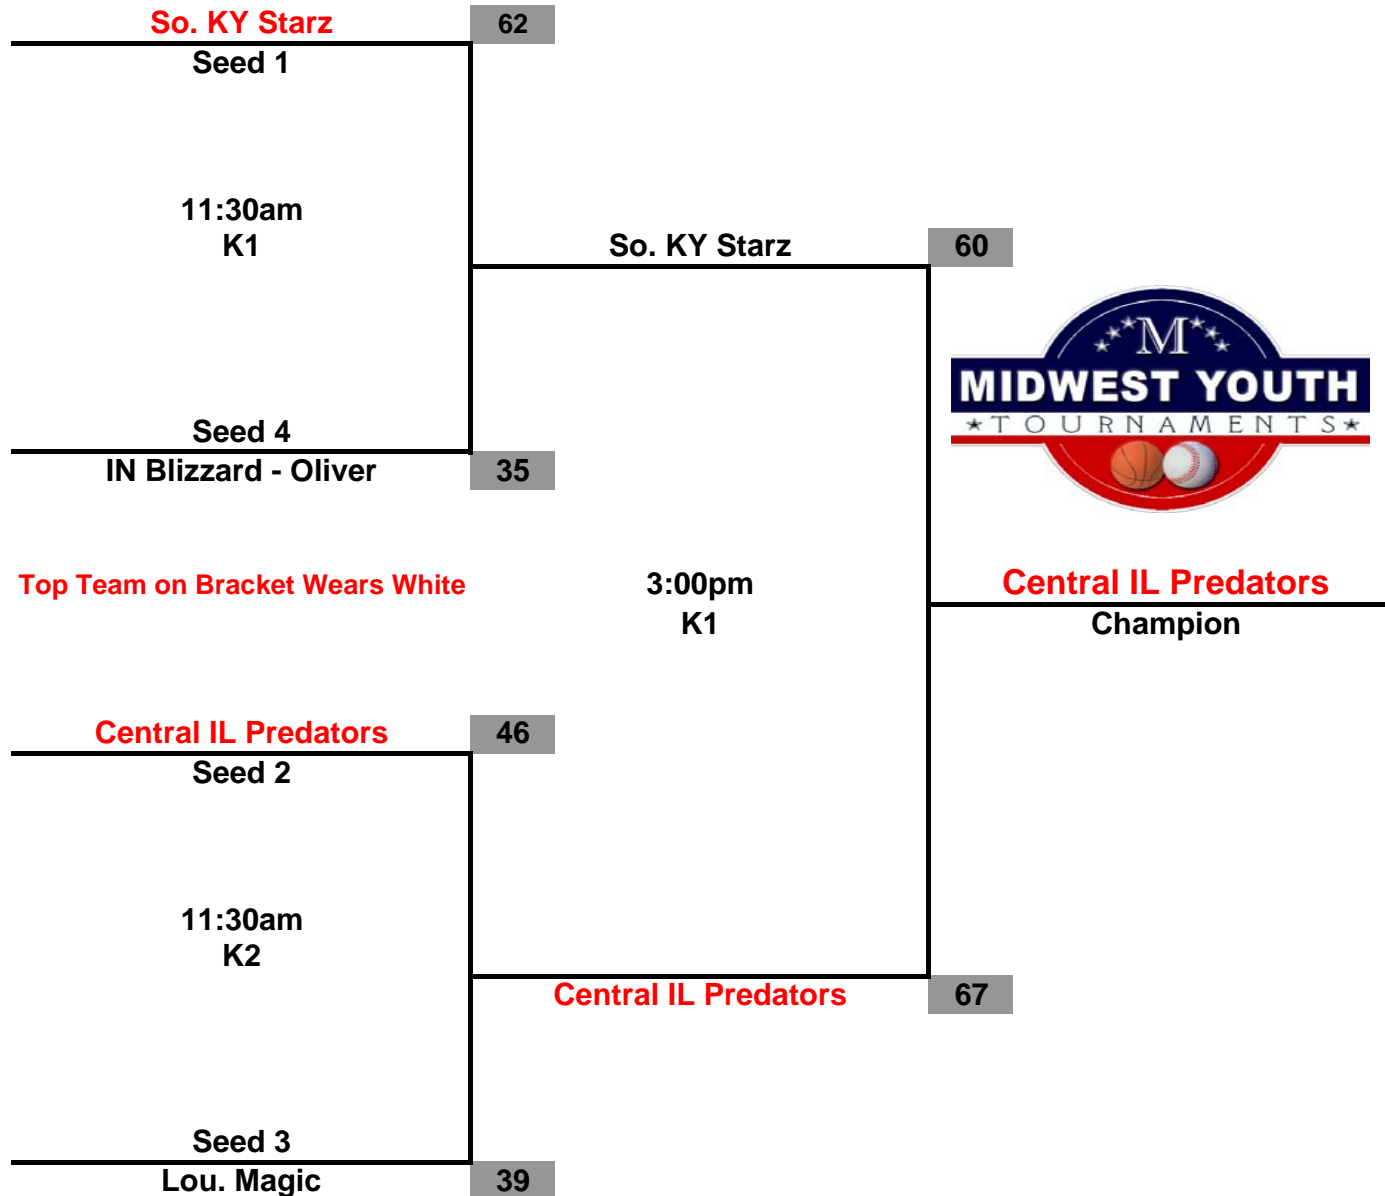 So. KY Starz 62
Seed 1
11:30am
K1
So. KY Starz 60
M
MIDWEST YOUTH
TOURNAMENTS
Seed 4
IN Blizzard - Oliver 35
Top Team on Bracket Wears White
3:00pm
K1
Central IL Predators
Champion
Central IL Predators 46
Seed 2
11:30am
K2
Central IL Predators 67
Seed 3
Lou. Magic 39